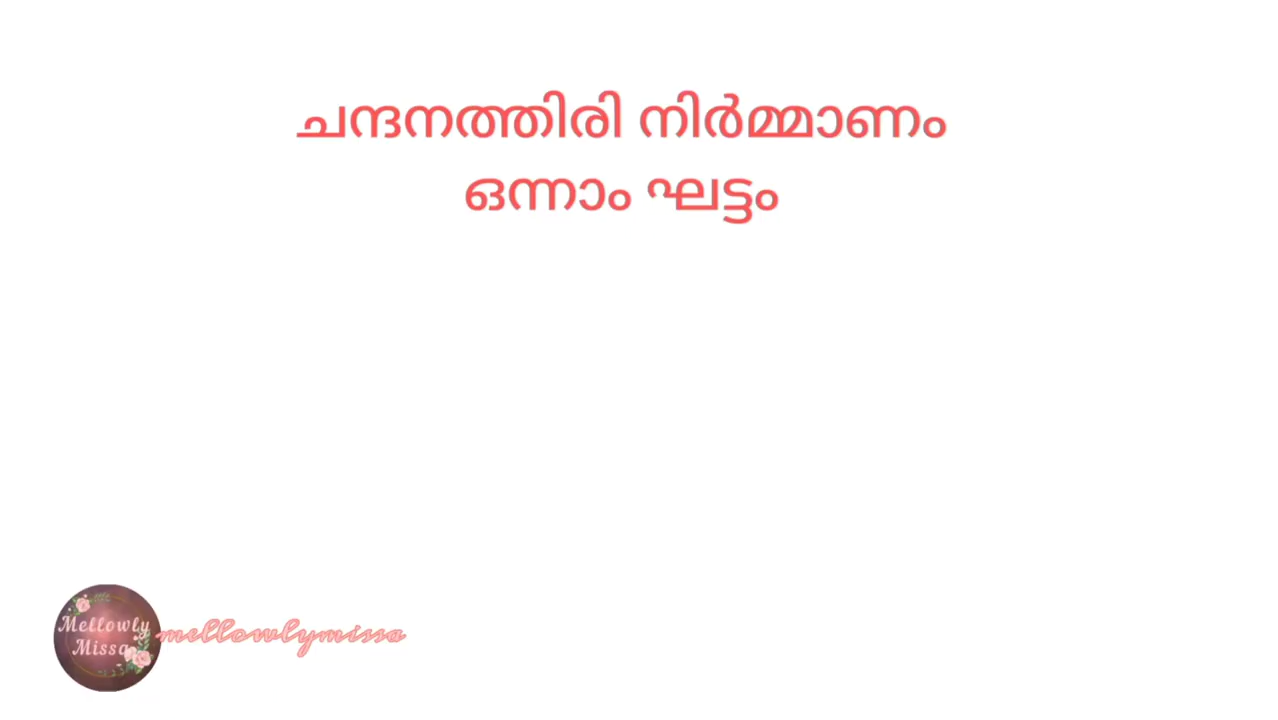 ചന്ദനത്തിരി നിർമ്മാണം
ഒന്നാം ഘട്ടം
Mellowly
Missa
mellowlymissa